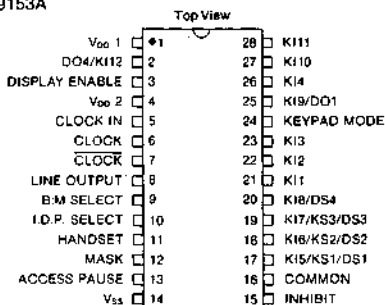 9153A
Top View
VDD 1 1 28 KI11
DO4/KI12 2 27 KI10
DISPLAY ENABLE 3 26 KI4
VDD 2 4 25 KI9/DO1
CLOCK IN 5 24 KEYPAD MODE
CLOCK 6 23 KI3
CLOCK 7 22 KI2
LINE OUTPUT 8 21 KI1
B:M SELECT 9 20 KI8/DS4
I.D.P. SELECT 10 19 KI7/KS3/DS3
HANDSET 11 18 KI6/KS2/DS2
MASK 12 17 KI5/KS1/DS1
ACCESS PAUSE 13 16 COMMON
VSS 14 15 INHIBIT